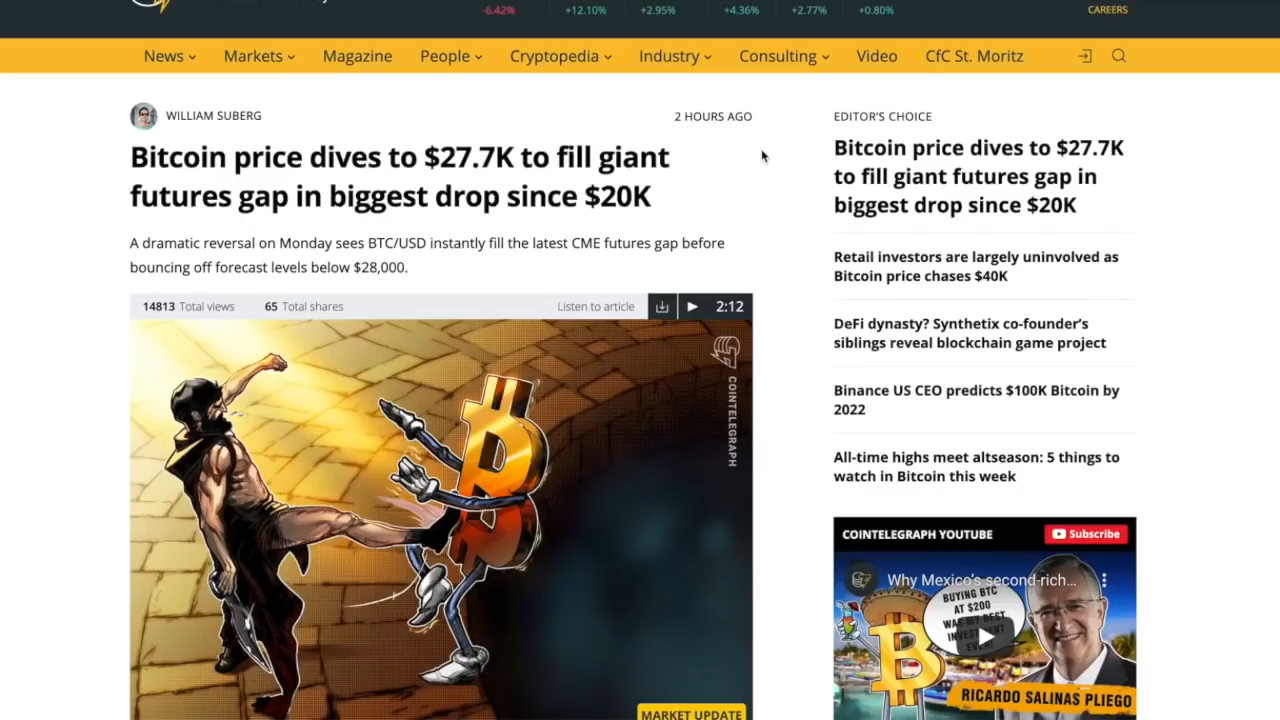 -6.42%
+12.10%
+2.95%
+4.36%
+2.77%
+0.80%
CAREERS
News
Markets
Magazine
People
Cryptopedia
Industry
Consulting
Video
CfC St. Moritz
WILLIAM SUBERG
2 HOURS AGO
Bitcoin price dives to $27.7K to fill giant
futures gap in biggest drop since $20K
A dramatic reversal on Monday sees BTC/USD instantly fill the latest CME futures gap before
bouncing off forecast levels below $28,000.
14813 Total views
65 Total shares
Listen to article
2:12
COINTELEGRAPH
MARKET UPDATE
EDITOR'S CHOICE
Bitcoin price dives to $27.7K
to fill giant futures gap in
biggest drop since $20K
Retail investors are largely uninvolved as
Bitcoin price chases $40K
DeFi dynasty? Synthetix co-founder's
siblings reveal blockchain game project
Binance US CEO predicts $100K Bitcoin by
2022
All-time highs meet altseason: 5 things to
watch in Bitcoin this week
COINTELEGRAPH YOUTUBE
Subscribe
Why Mexico's second-rich...
BUYING BTC
AT $200
WAS MY BEST
INVESTMENT
EVER
RICARDO SALINAS PLIEGO